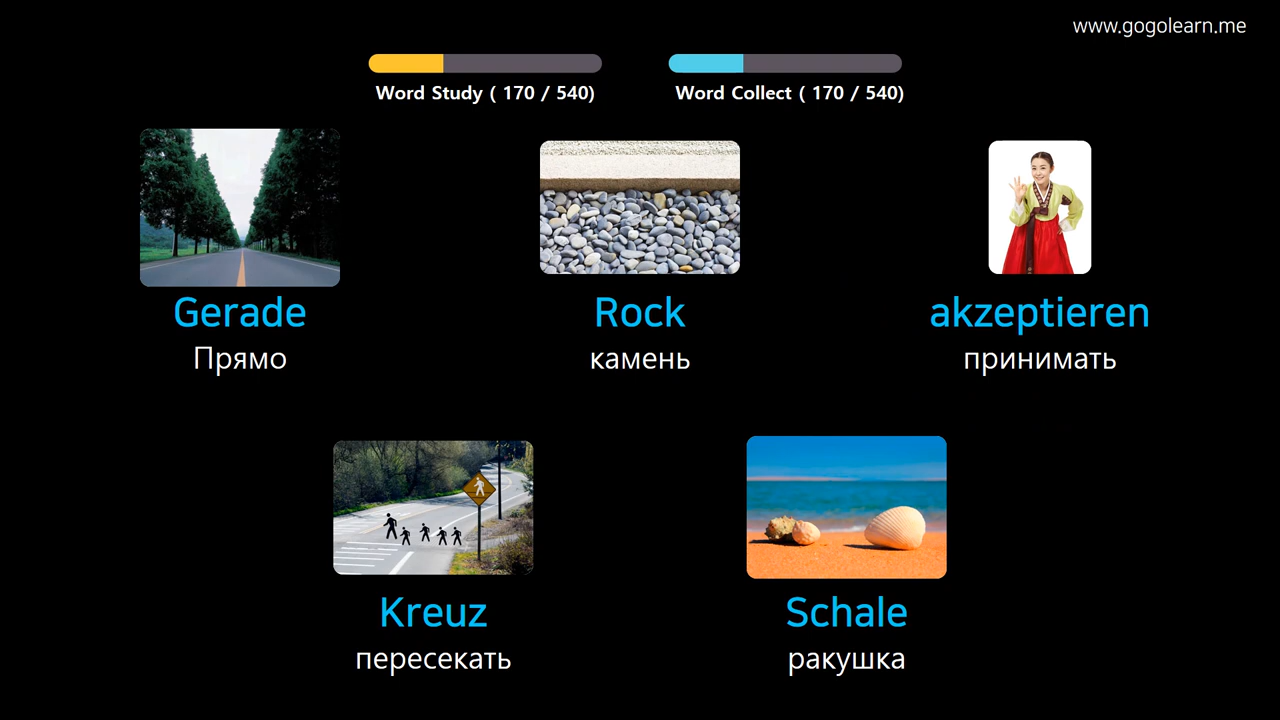 www.gogolearn.me
Word Study ( 170 / 540)
Word Collect ( 170 / 540)
Gerade
Прямо
Rock
камень
akzeptieren
принимать
Kreuz
пересекать
Schale
ракушка